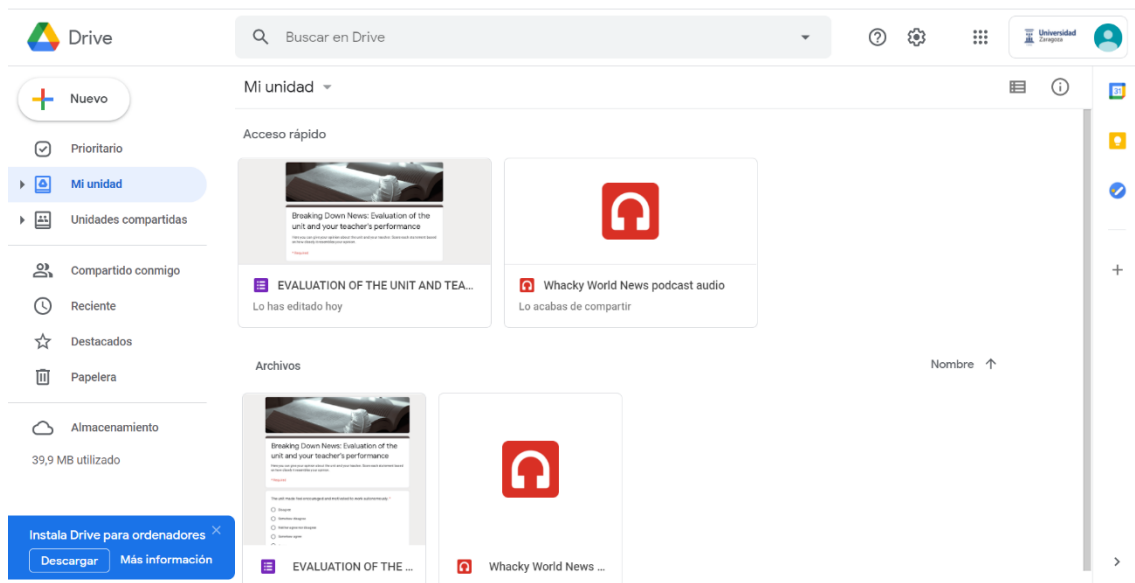 Drive
Buscar en Drive
Universidad
Zaragoza
Nuevo
Prioritario
Mi unidad
Unidades compartidas
Compartido conmigo
Reciente
Destacados
Papelera
Almacenamiento
39,9 MB utilizado
Instala Drive para ordenadores
Descargar
Más información
Mi unidad
Acceso rápido
Breaking Down News: Evaluation of the
unit and your teacher's performance
*Required
EVALUATION OF THE UNIT AND TEA...
Lo has editado hoy
Whacky World News podcast audio
Lo acabas de compartir
Archivos
Nombre
Breaking Down News: Evaluation of the
unit and your teacher's performance
*Required
EVALUATION OF THE ...
Whacky World News ...
31